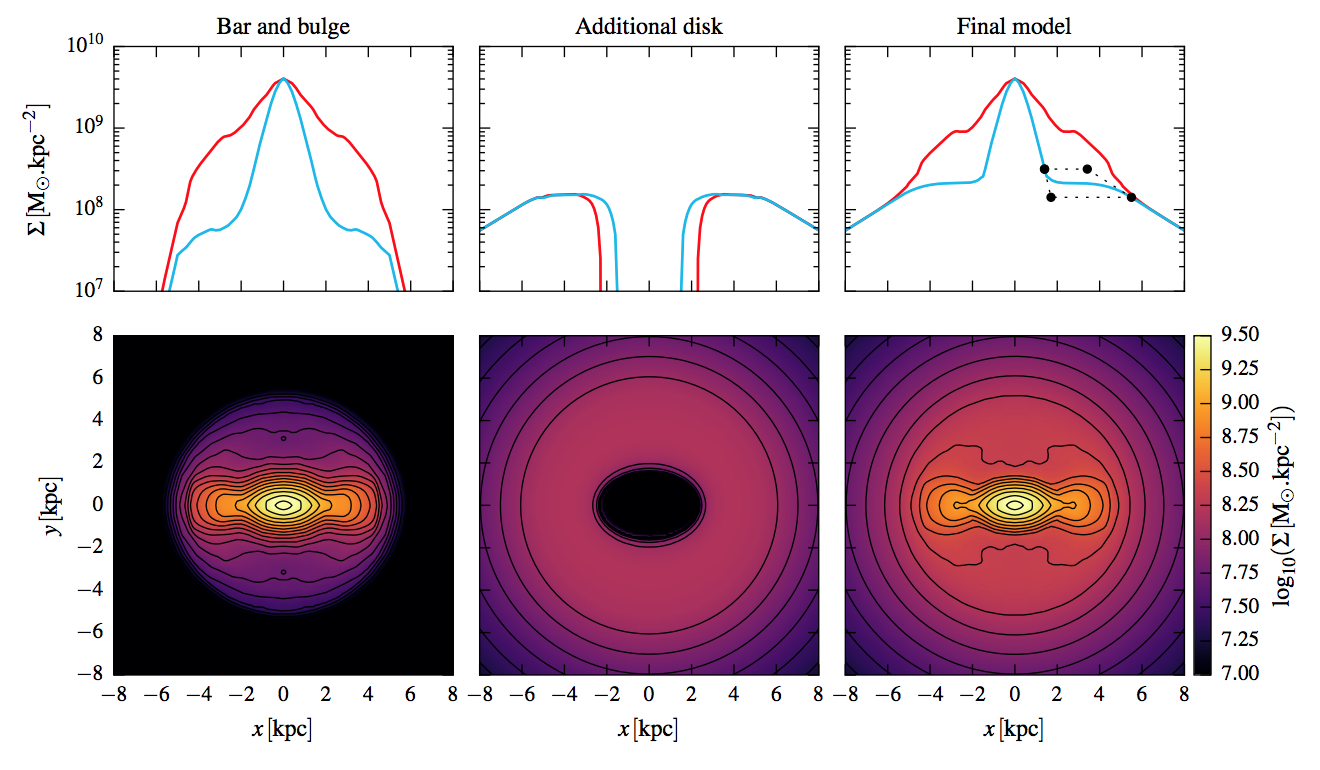 Bar and bulge
Additional disk
Final model
Σ [M⊙.kpc⁻²]
10¹⁰
10⁹
10⁸
10⁷
y [kpc]
8
6
4
2
0
−2
−4
−6
−8
−8 −6 −4 −2 0 2 4 6 8
−8 −6 −4 −2 0 2 4 6 8
−8 −6 −4 −2 0 2 4 6 8
x [kpc]
x [kpc]
x [kpc]
9.50
9.25
9.00
8.75
8.50
8.25
8.00
7.75
7.50
7.25
7.00
log₁₀(Σ [M⊙.kpc⁻²])